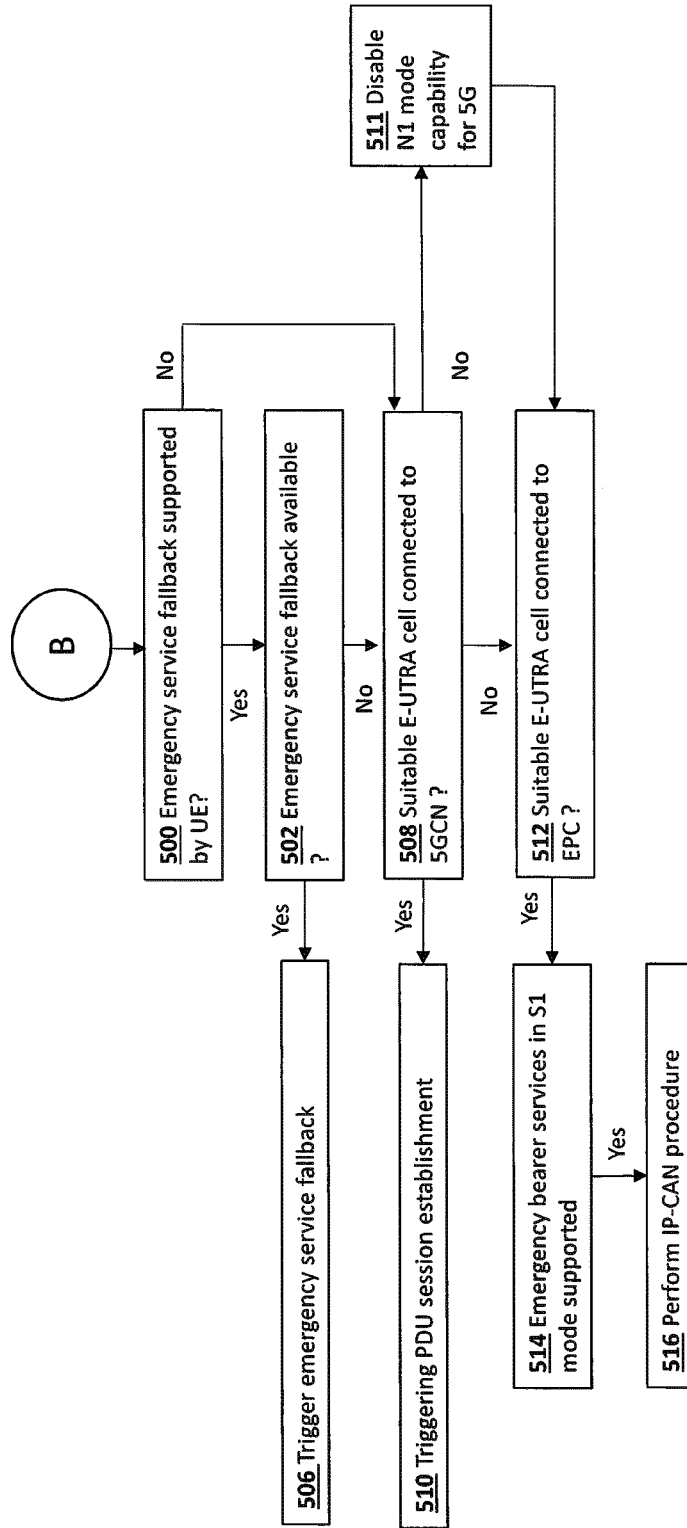 B
500 Emergency service fallback supported
by UE?
No
Yes
502 Emergency service fallback available
?
Yes
506 Trigger emergency service fallback
No
508 Suitable E-UTRA cell connected to
5GCN ?
Yes
510 Triggering PDU session establishment
No
511 Disable
N1 mode
capability
for 5G
No
512 Suitable E-UTRA cell connected to
EPC ?
Yes
514 Emergency bearer services in S1
mode supported
Yes
516 Perform IP-CAN procedure